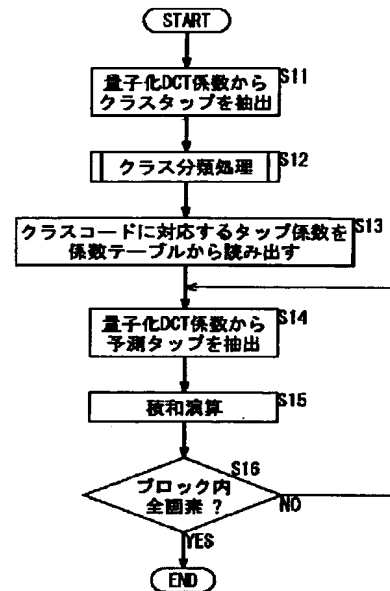 START
量子化DCT係数から
クラスタップを抽出
S11
クラス分類処理
S12
クラスコードに対応するタップ係数を
係数テーブルから読み出す
S13
量子化DCT係数から
予測タップを抽出
S14
積和演算
S15
S16
ブロック内
全画素 ?
NO
YES
END